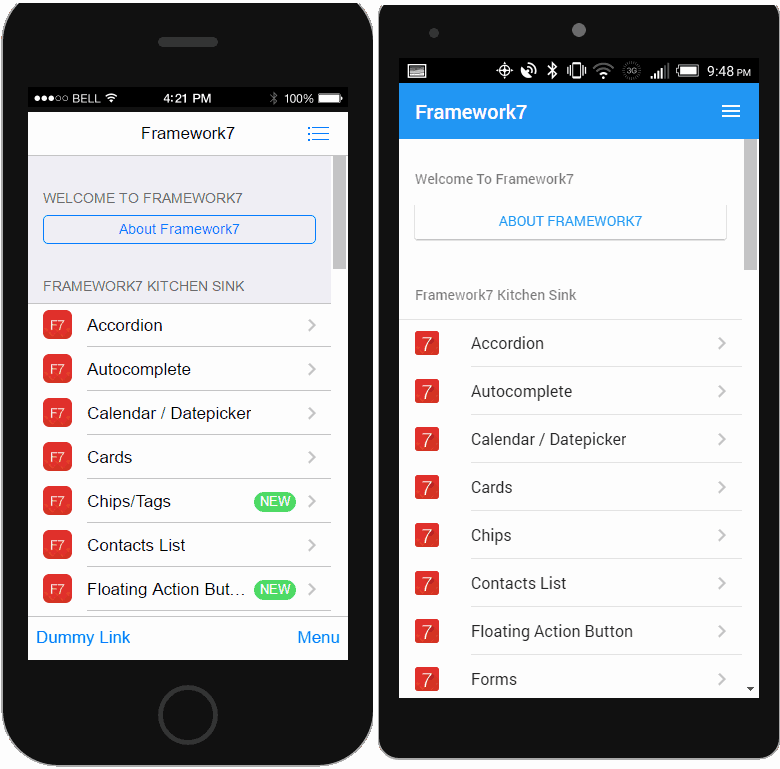 BELL 4:21 PM 100%
Framework7
WELCOME TO FRAMEWORK7
About Framework7
FRAMEWORK7 KITCHEN SINK
F7 Accordion
F7 Autocomplete
F7 Calendar / Datepicker
F7 Cards
F7 Chips/Tags NEW
F7 Contacts List
F7 Floating Action But... NEW
Dummy Link Menu
3G 9:48 PM
Framework7
Welcome To Framework7
ABOUT FRAMEWORK7
Framework7 Kitchen Sink
7 Accordion
7 Autocomplete
7 Calendar / Datepicker
7 Cards
7 Chips
7 Contacts List
7 Floating Action Button
7 Forms